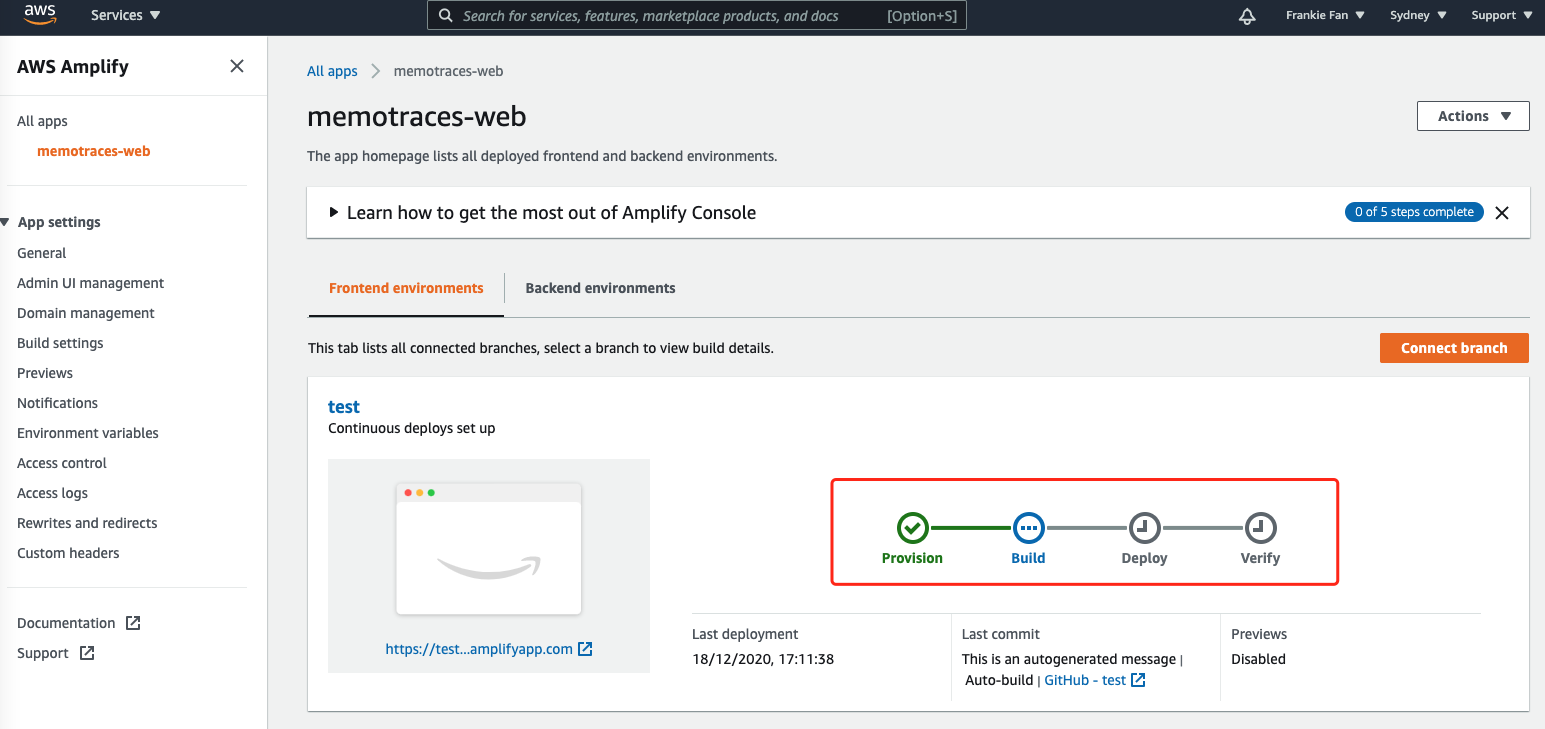 aws
Services
Search for services, features, marketplace products, and docs [Option+S]
Frankie Fan
Sydney
Support
AWS Amplify
All apps
memotraces-web
App settings
General
Admin UI management
Domain management
Build settings
Previews
Notifications
Environment variables
Access control
Access logs
Rewrites and redirects
Custom headers
Documentation
Support
All apps
memotraces-web
memotraces-web
Actions
The app homepage lists all deployed frontend and backend environments.
Learn how to get the most out of Amplify Console
0 of 5 steps complete
Frontend environments
Backend environments
This tab lists all connected branches, select a branch to view build details.
Connect branch
test
Continuous deploys set up
https://test...amplifyapp.com
Provision
Build
Deploy
Verify
Last deployment
18/12/2020, 17:11:38
Last commit
This is an autogenerated message |
Auto-build | GitHub - test
Previews
Disabled